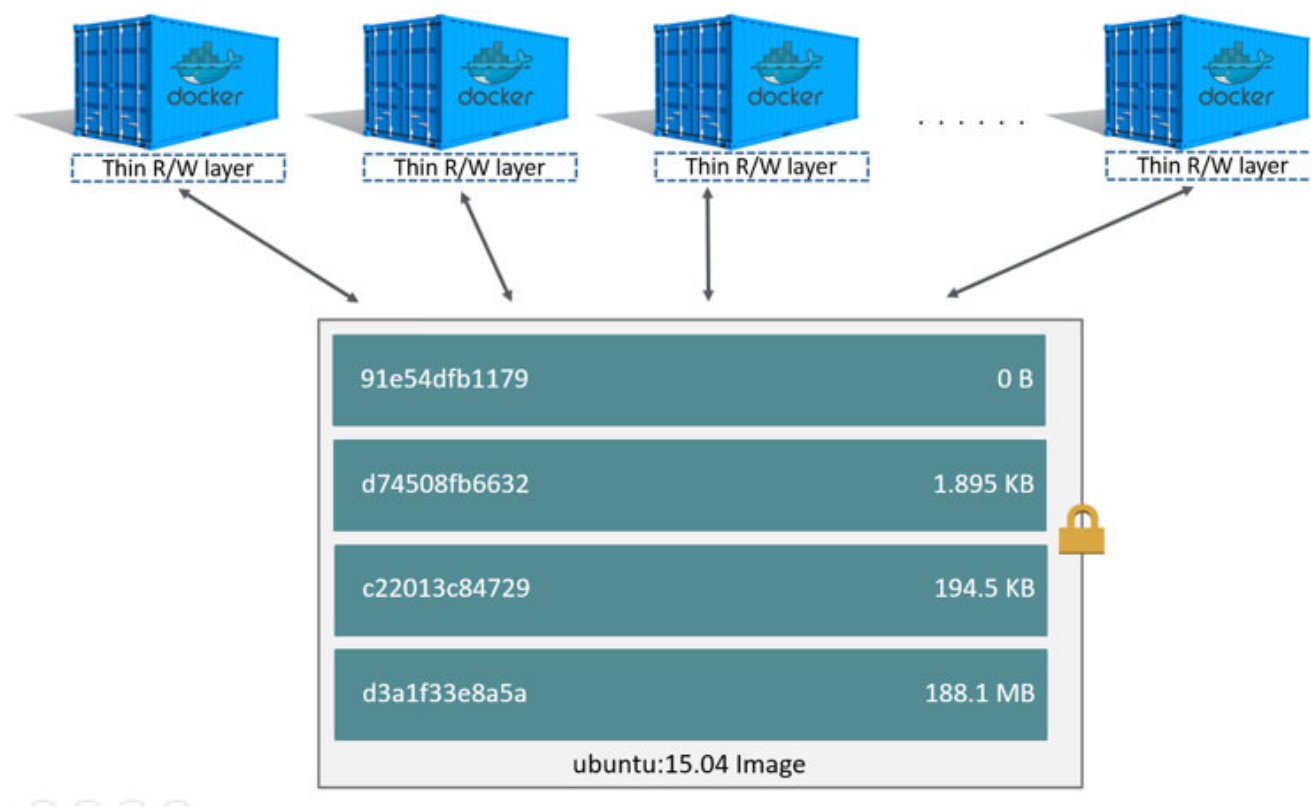 docker docker docker docker
. . . . . .
Thin R/W layer Thin R/W layer Thin R/W layer Thin R/W layer
91e54dfb1179 0 B
d74508fb6632 1.895 KB
c22013c84729 194.5 KB
d3a1f33e8a5a 188.1 MB
ubuntu:15.04 Image